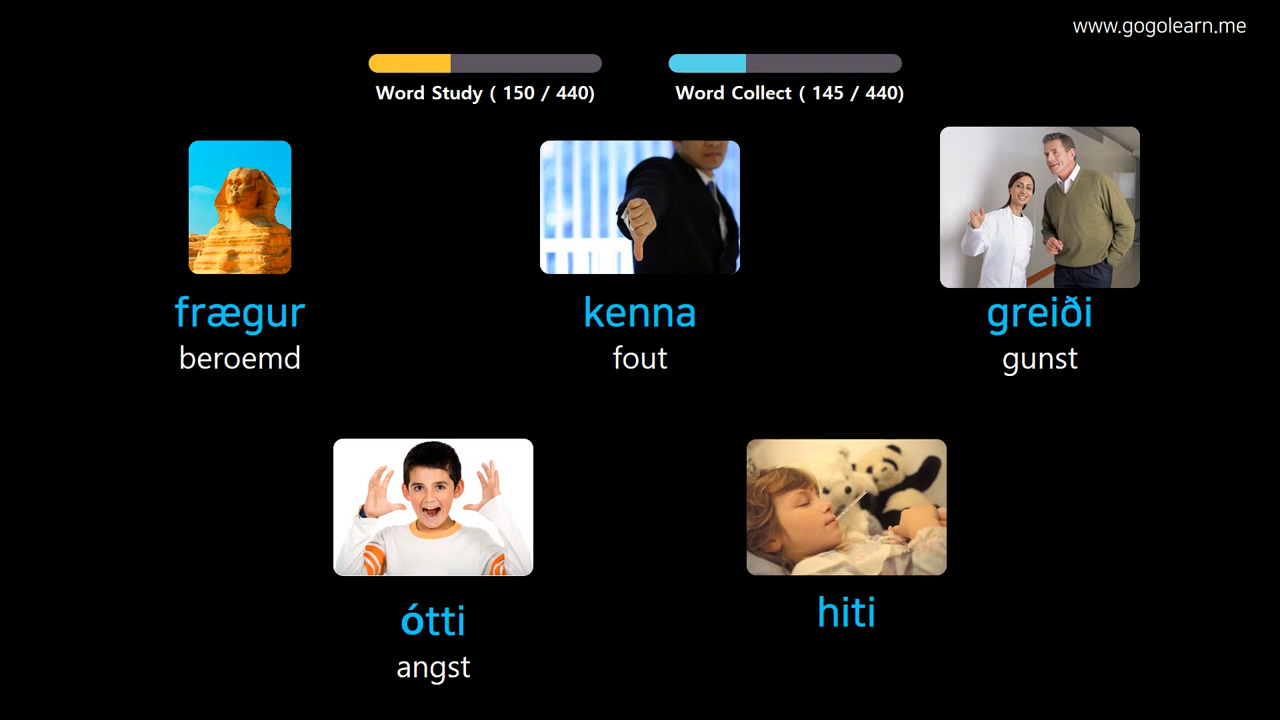 www.gogolearn.me
Word Study ( 150 / 440)
Word Collect ( 145 / 440)
frægur
beroemd
kenna
fout
greiði
gunst
ótti
angst
hiti